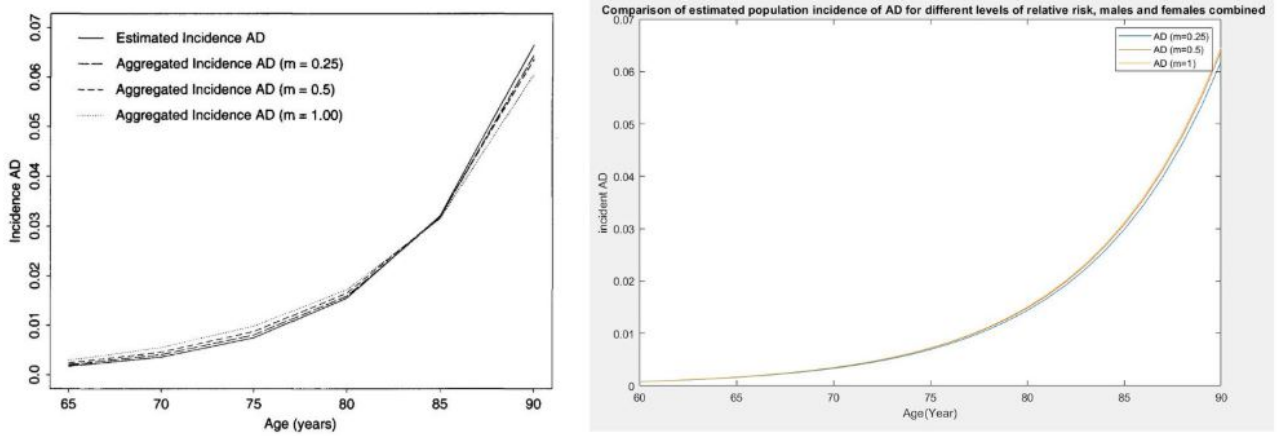 0.07
0.06
0.05
0.04
0.03
0.02
0.01
0.0
Incidence AD
Estimated Incidence AD
Aggregated Incidence AD (m = 0.25)
Aggregated Incidence AD (m = 0.5)
Aggregated Incidence AD (m = 1.00)
65 70 75 80 85 90
Age (years)
Comparison of estimated population incidence of AD for different levels of relative risk, males and females combined
0.07
0.06
0.05
0.04
0.03
0.02
0.01
0
incident AD
AD (m=0.25)
AD (m=0.5)
AD (m=1)
60 65 70 75 80 85 90
Age(Year)